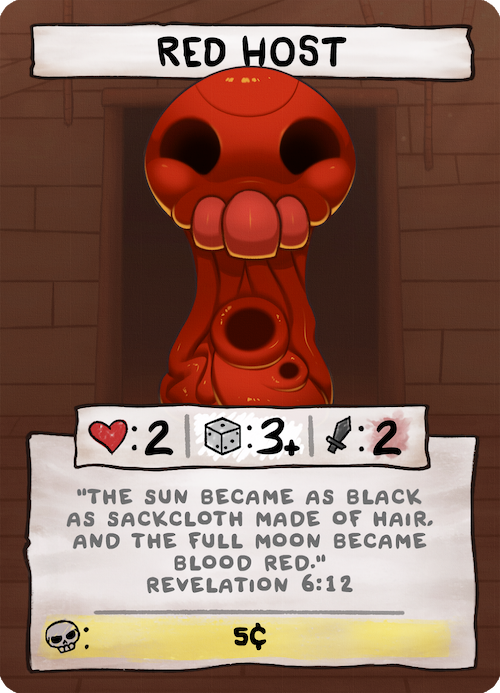 RED HOST
:2 :3+ :2
"THE SUN BECAME AS BLACK
AS SACKCLOTH MADE OF HAIR.
AND THE FULL MOON BECAME
BLOOD RED."
REVELATION 6:12
: 5¢